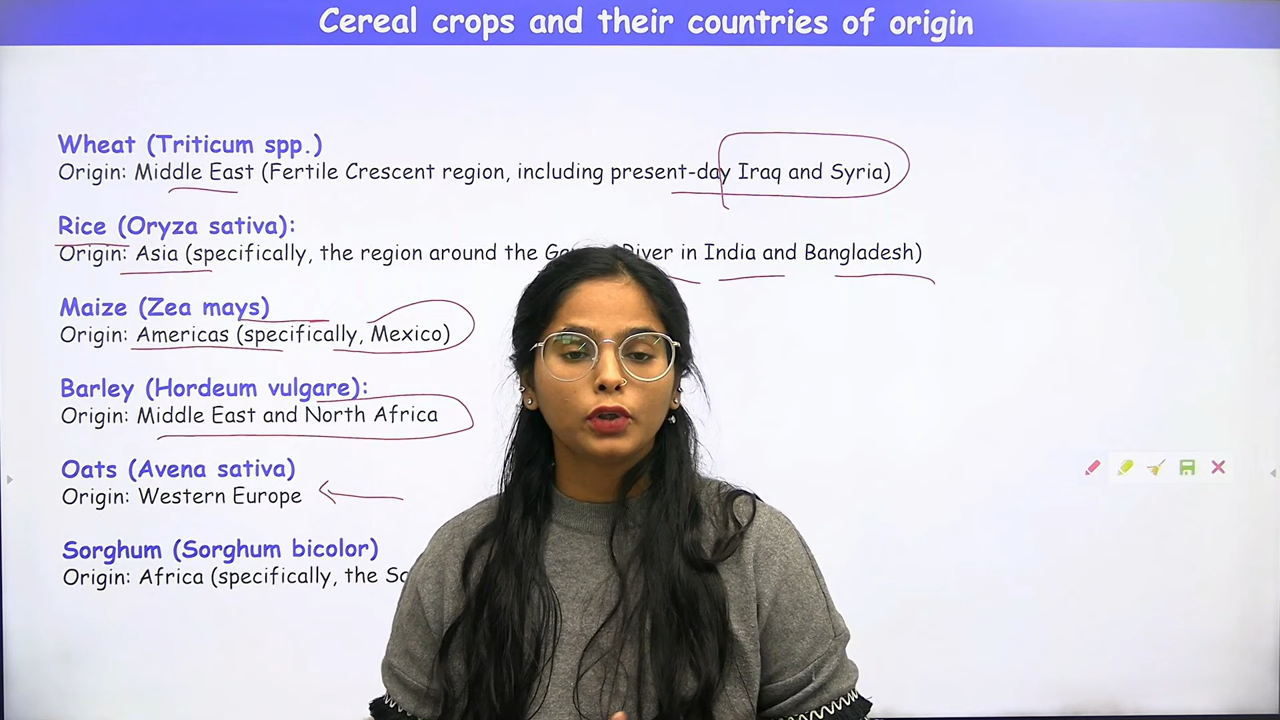 Cereal crops and their countries of origin
Wheat (Triticum spp.)
Origin: Middle East (Fertile Crescent region, including present-day Iraq and Syria)
Rice (Oryza sativa):
Origin: Asia (specifically, the region around the in India and Bangladesh)
Maize (Zea mays)
Origin: Americas (specifically, Mexico)
Barley (Hordeum vulgare):
Origin: Middle East and North Africa
Oats (Avena sativa)
Origin: Western Europe
Sorghum (Sorghum bicolor)
Origin: Africa (specifically, the